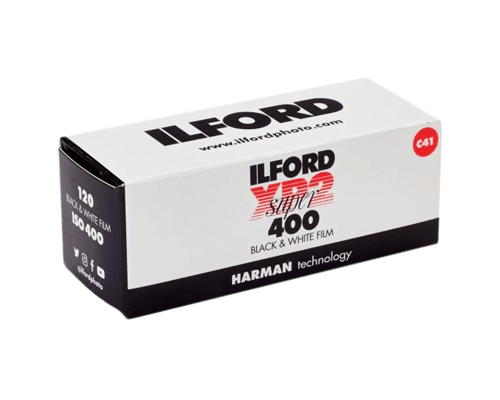 ILFORD
www.ilfordphoto.com
ILFORD
XP2
super
400
BLACK & WHITE FILM
HARMAN technology
C41
120
BLACK & WHITE FILM
ISO 400
@ilfordphoto